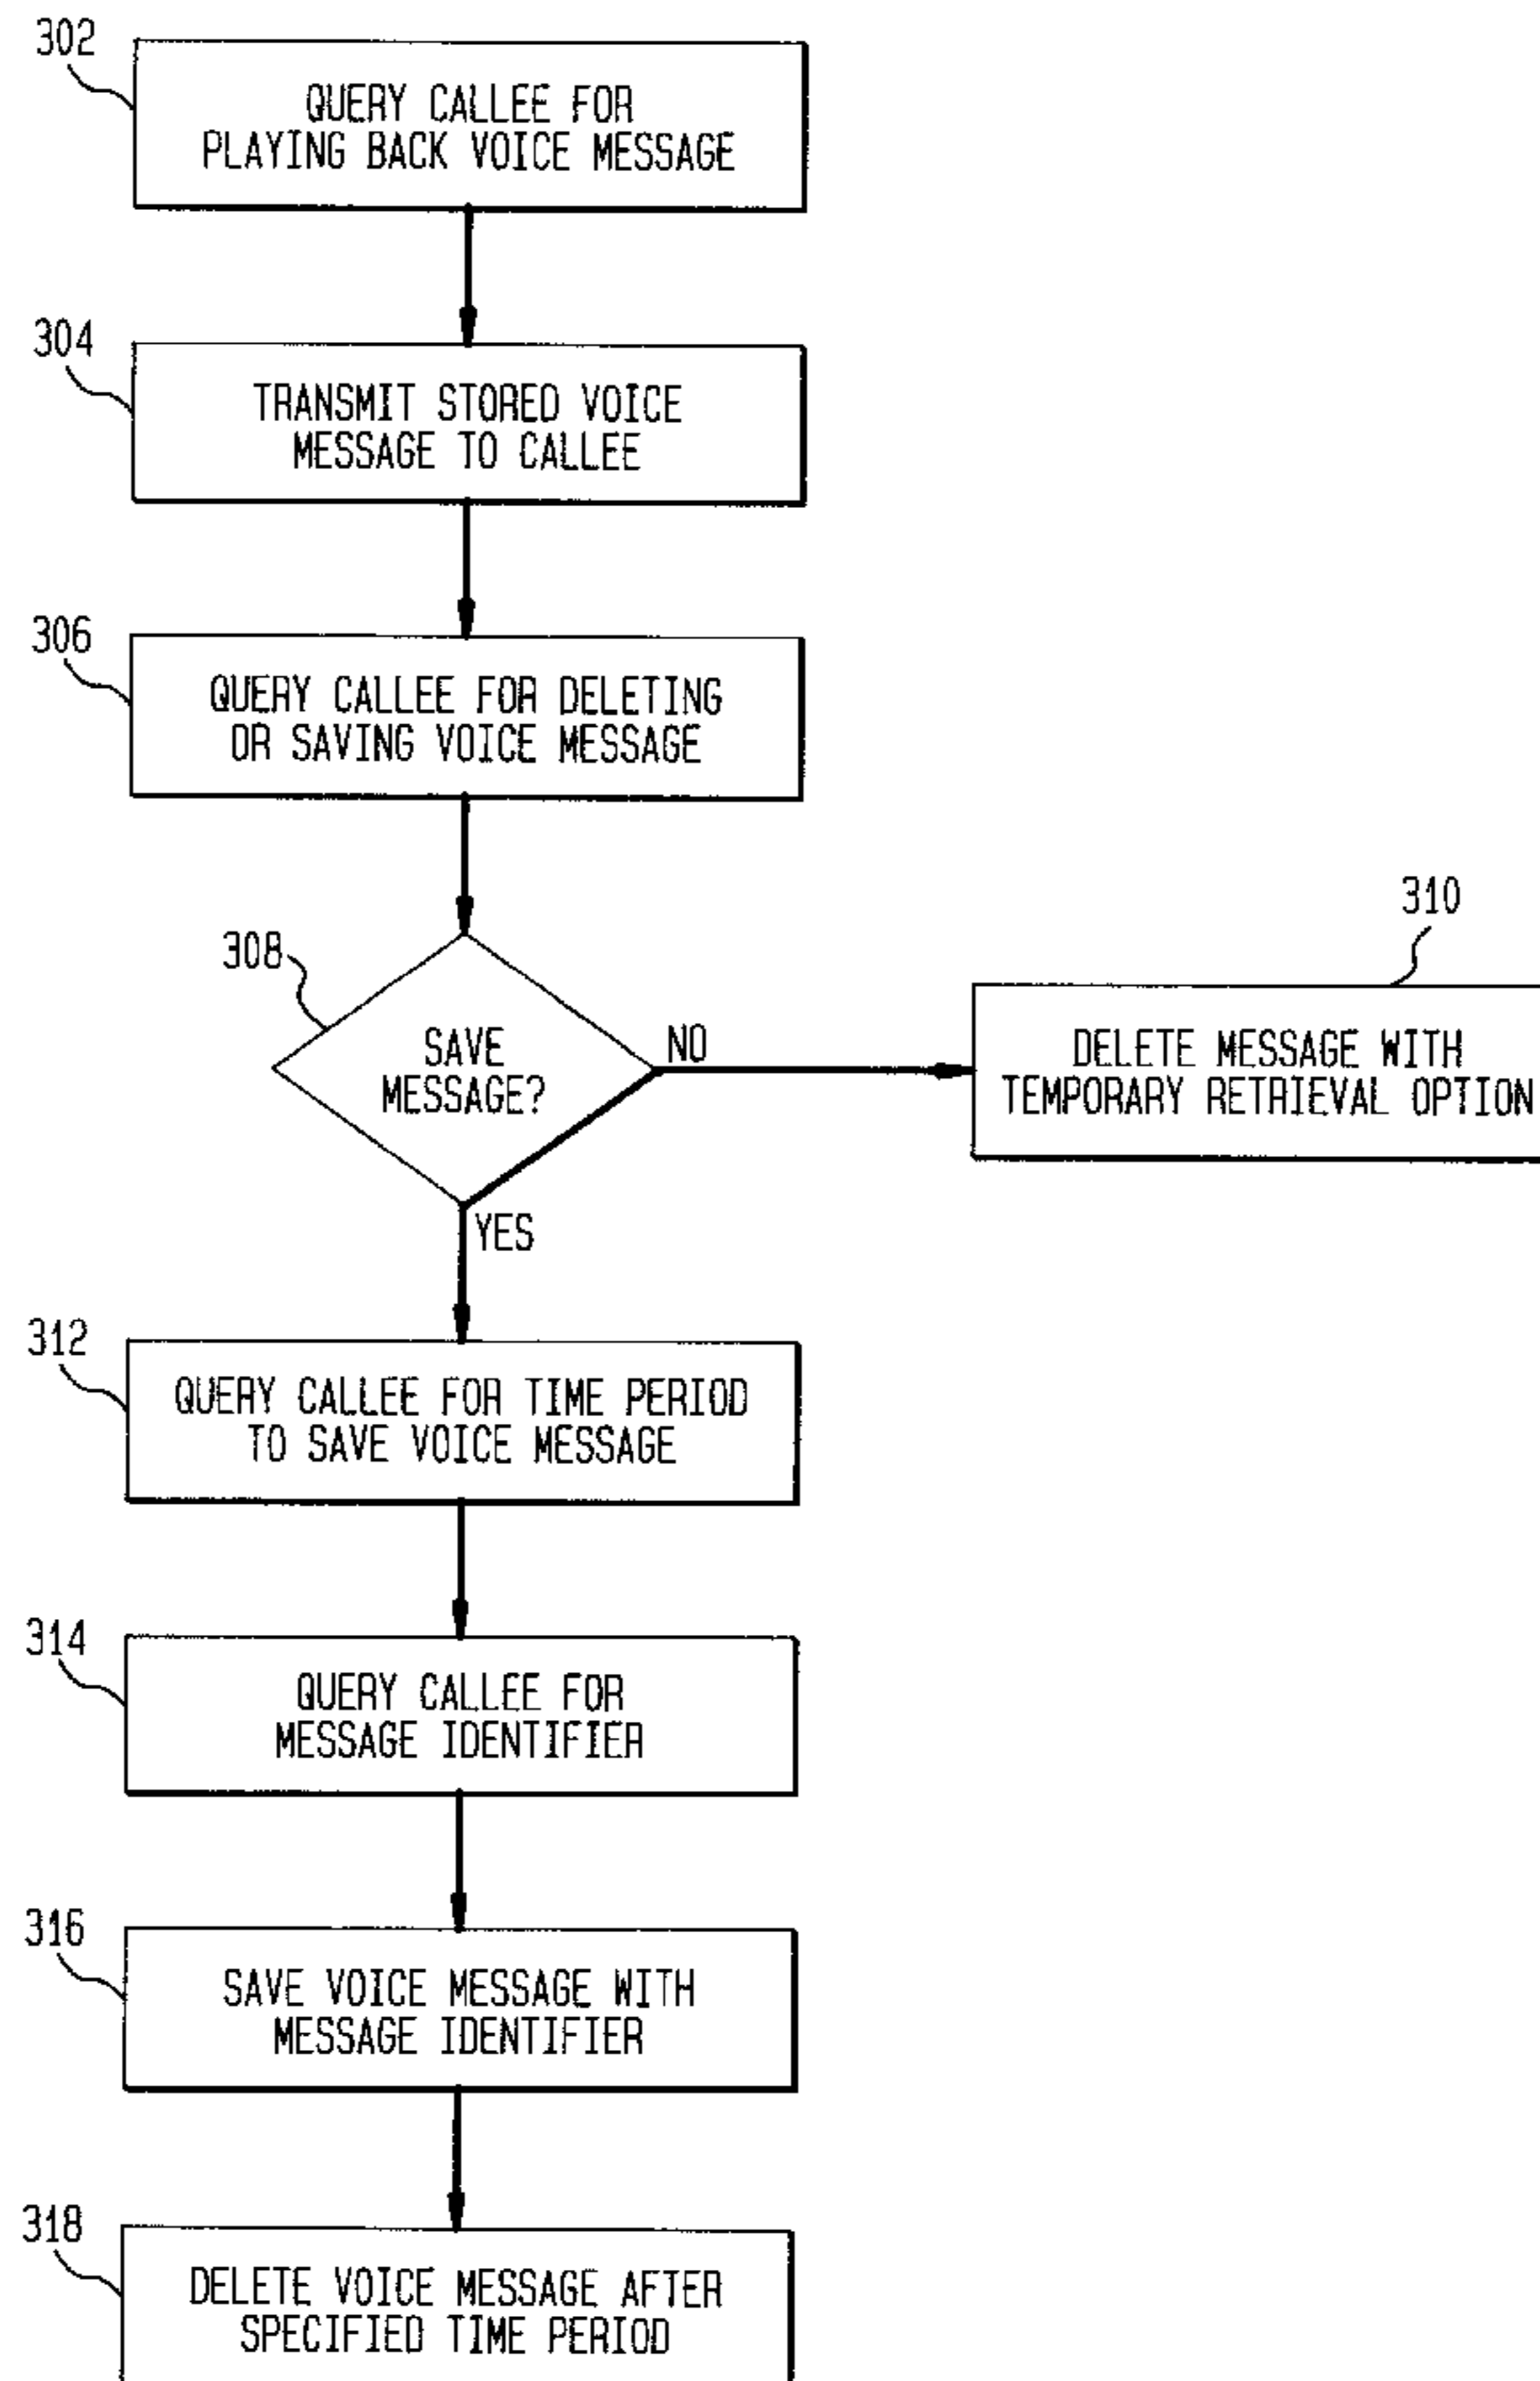 302
QUERY CALLEE FOR
PLAYING BACK VOICE MESSAGE
304
TRANSMIT STORED VOICE
MESSAGE TO CALLEE
306
QUERY CALLEE FOR DELETING
OR SAVING VOICE MESSAGE
308
SAVE
MESSAGE?
NO
310
DELETE MESSAGE WITH
TEMPORARY RETRIEVAL OPTION
YES
312
QUERY CALLEE FOR TIME PERIOD
TO SAVE VOICE MESSAGE
314
QUERY CALLEE FOR
MESSAGE IDENTIFIER
316
SAVE VOICE MESSAGE WITH
MESSAGE IDENTIFIER
318
DELETE VOICE MESSAGE AFTER
SPECIFIED TIME PERIOD